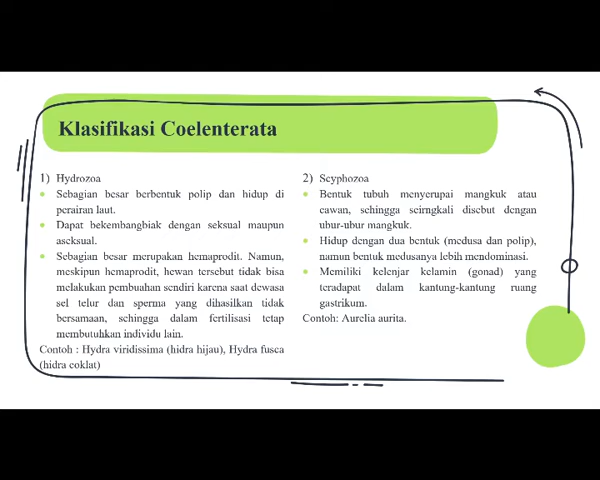 Klasifikasi Coelenterata
1) Hydrozoa
Sebagian besar berbentuk polip dan hidup di
perairan laut.
Dapat bekembangbiak dengan seksual maupun
aseksual.
Sebagian besar merupakan hemaprodit. Namun,
meskipun hemaprodit, hewan tersebut tidak bisa
melakukan pembuahan sendiri karena saat dewasa
sel telur dan sperma yang dihasilkan tidak
bersamaan, sehingga dalam fertilisasi tetap
membutuhkan individu lain.
Contoh : Hydra viridissima (hidra hijau), Hydra fusca
(hidra coklat)
2) Scyphozoa
Bentuk tubuh menyerupai mangkuk atau
cawan, sehingga seirngkali disebut dengan
ubur-ubur mangkuk.
Hidup dengan dua bentuk (medusa dan polip),
namun bentuk medusanya lebih mendominasi.
Memiliki kelenjar kelamin (gonad) yang
teradapat dalam kantung-kantung ruang
gastrikum.
Contoh: Aurelia aurita.